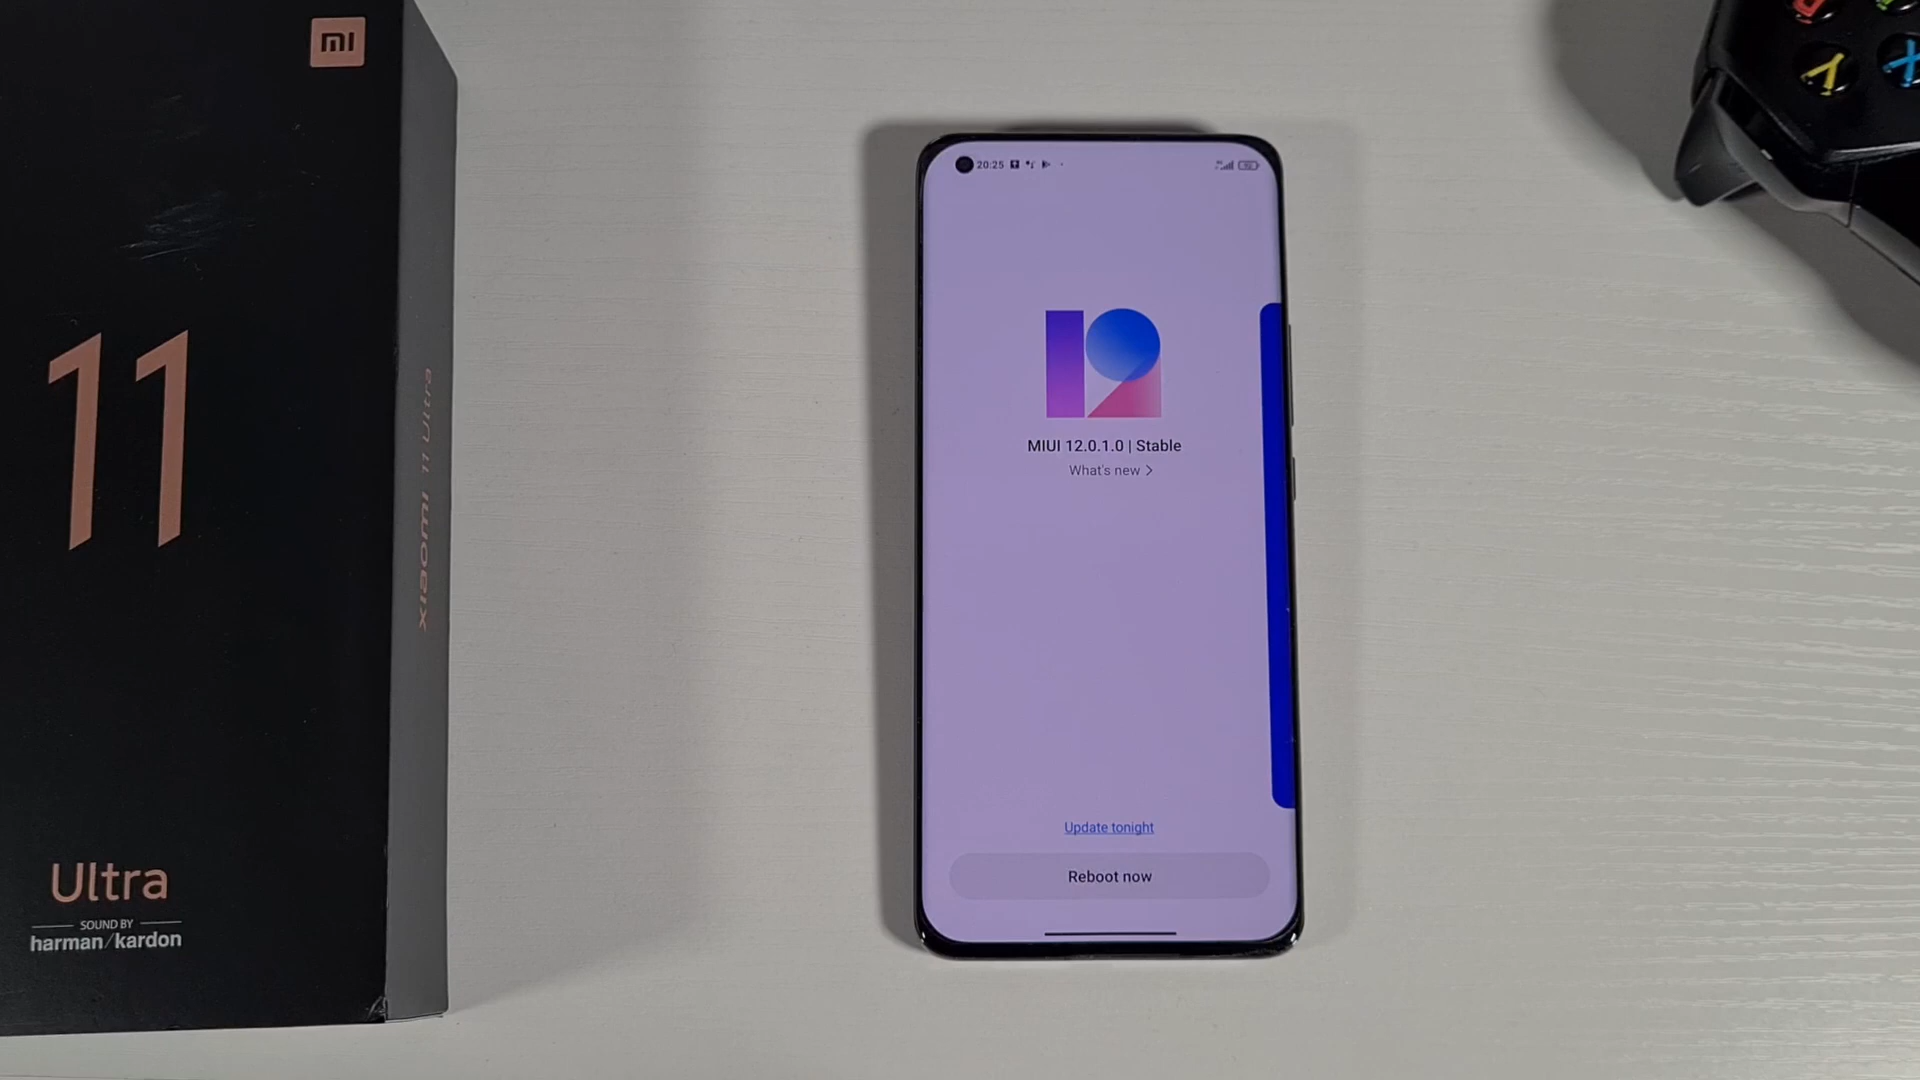 mi
11
xiaomi 11 Ultra
Ultra
SOUND BY
harman/kardon
20:25
12
MIUI 12.0.1.0 | Stable
What's new >
Update tonight
Reboot now
Y
X